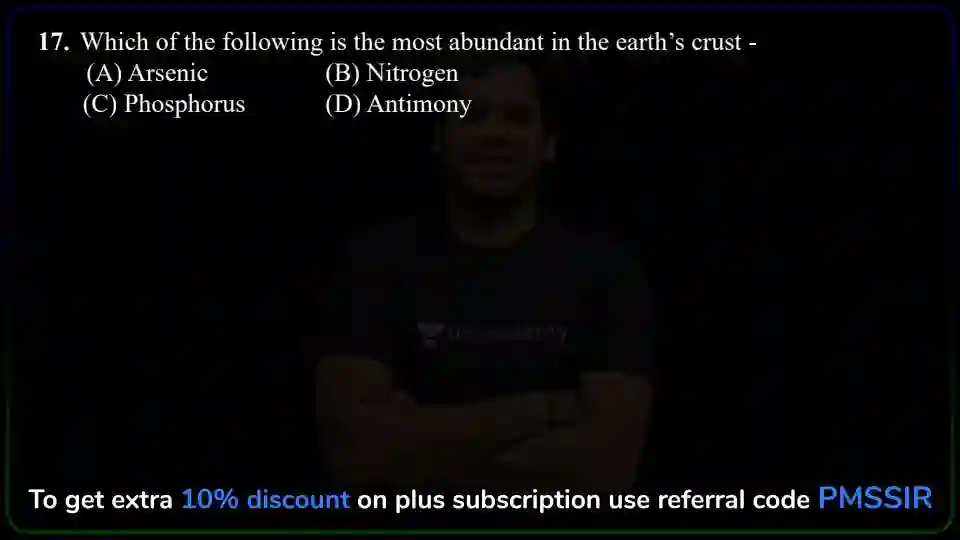 17. Which of the following is the most abundant in the earth’s crust -
(A) Arsenic (B) Nitrogen
(C) Phosphorus (D) Antimony
To get extra 10% discount on plus subscription use referral code PMSSIR